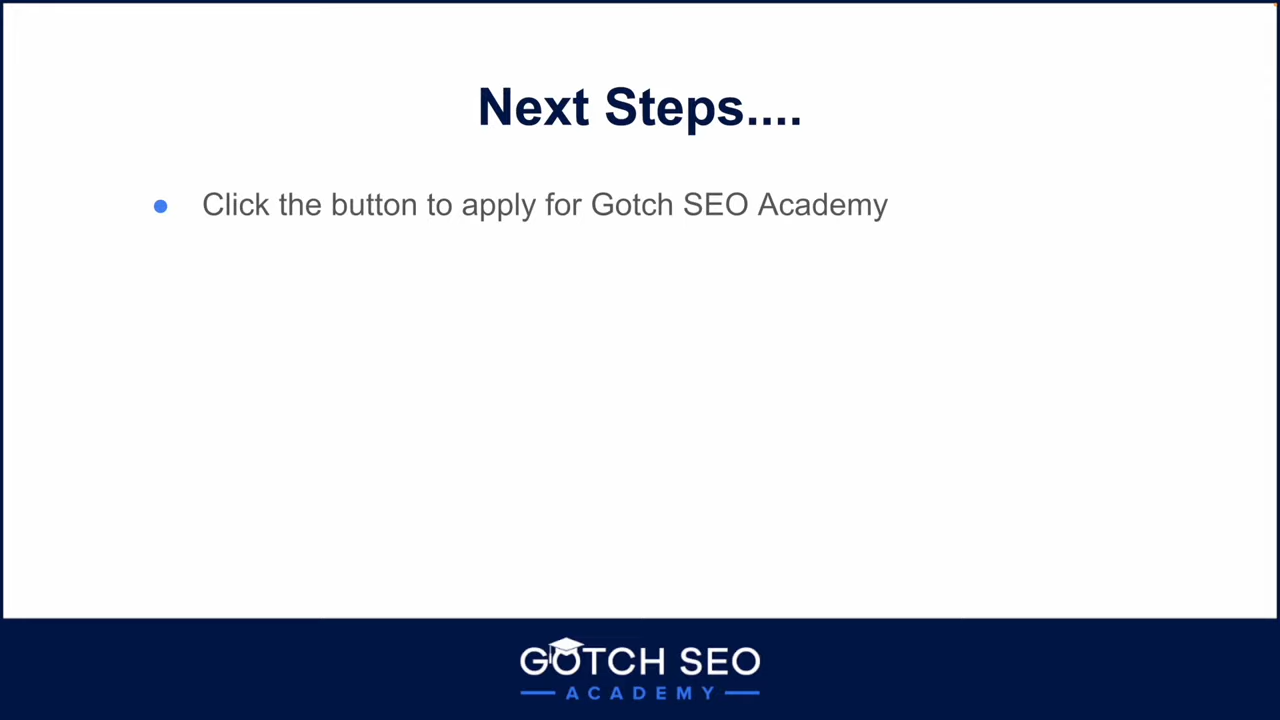 Next Steps....
Click the button to apply for Gotch SEO Academy
GOTCH SEO
ACADEMY